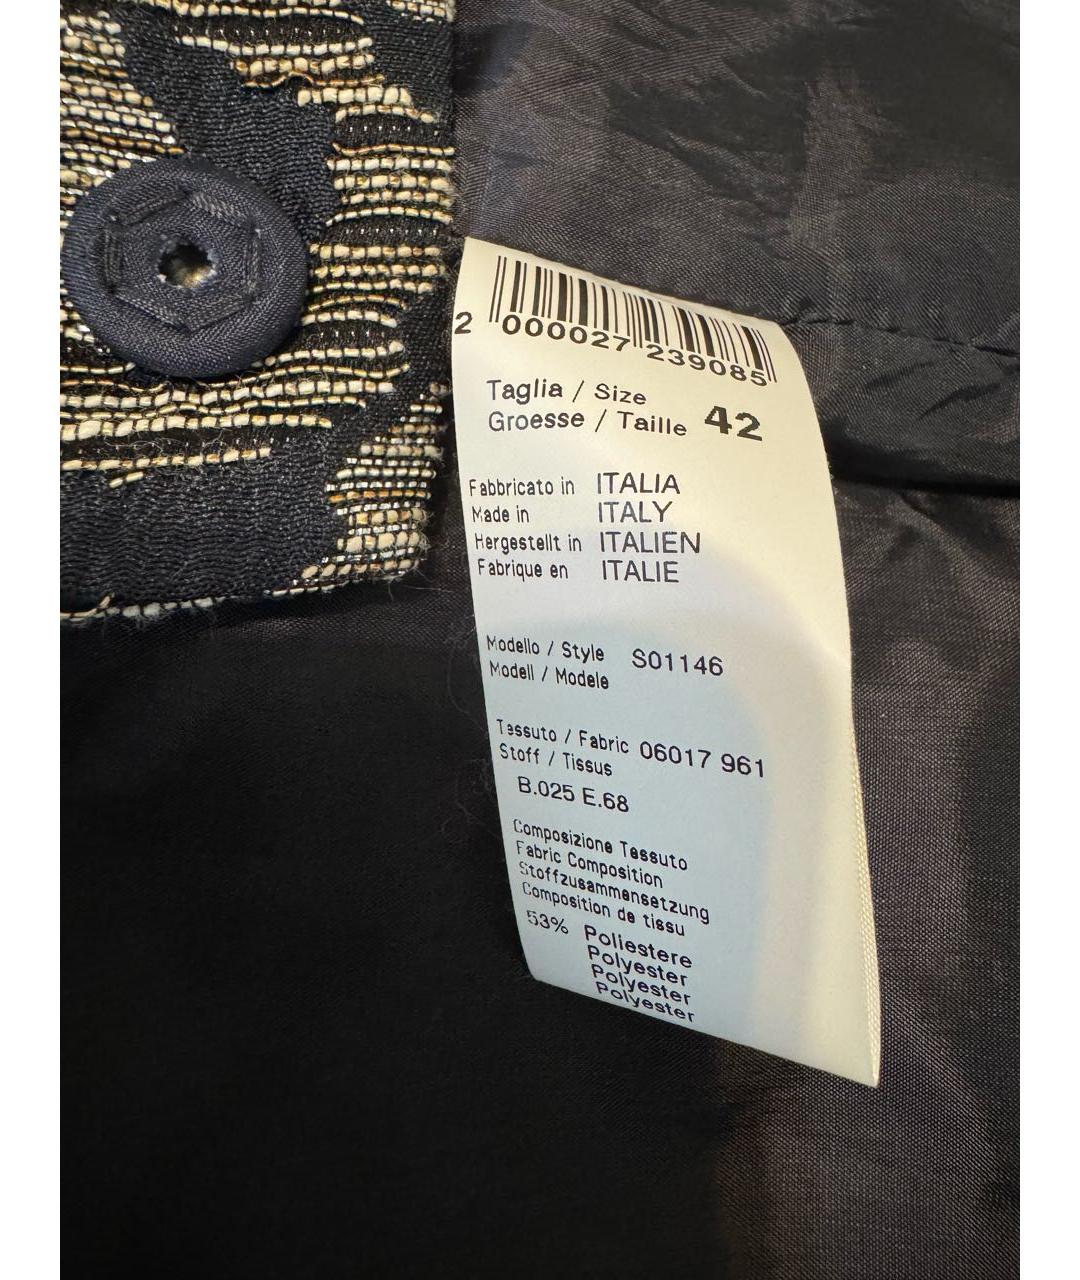 2 000027 239085
Taglia / Size
Groesse / Taille 42
Fabbricato in ITALIA
Made in ITALY
Hergestellt in ITALIEN
Fabrique en ITALIE
Modello / Style S01146
Modell / Modele
Tessuto / Fabric 06017 961
Stoff / Tissus
B.025 E.68
Composizione Tessuto
Fabric Composition
Stoffzusammensetzung
Composition de tissu
53% Poliestere
Polyester
Polyester
Polyester